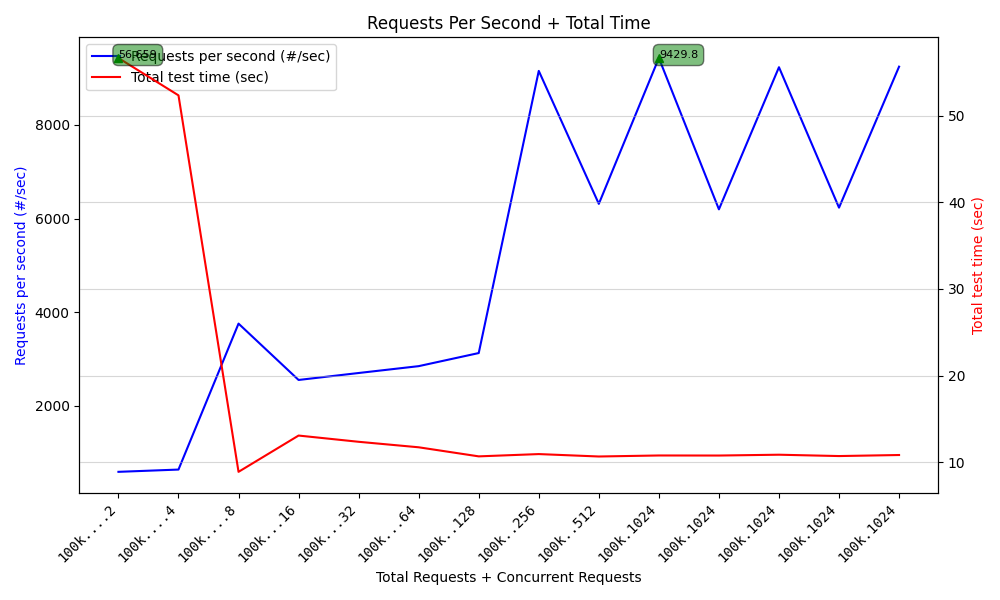 Requests Per Second + Total Time
Requests per second (#/sec)
Total test time (sec)
56.659
9429.8
8000
6000
4000
2000
50
40
30
20
10
Requests per second (#/sec)
Total test time (sec)
100k....2
100k....4
100k....8
100k...16
100k...32
100k...64
100k..128
100k..256
100k..512
100k.1024
100k.1024
100k.1024
100k.1024
100k.1024
Total Requests + Concurrent Requests